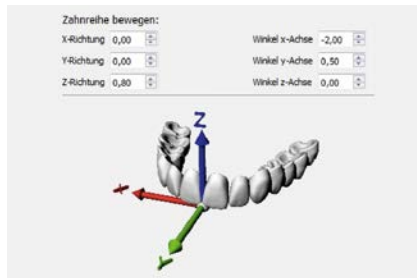 Zahnreihe bewegen:
X-Richtung 0,00 Winkel x-Achse -2,00
Y-Richtung 0,00 Winkel y-Achse 0,50
Z-Richtung 0,80 Winkel z-Achse 0,00
Z
X
Y